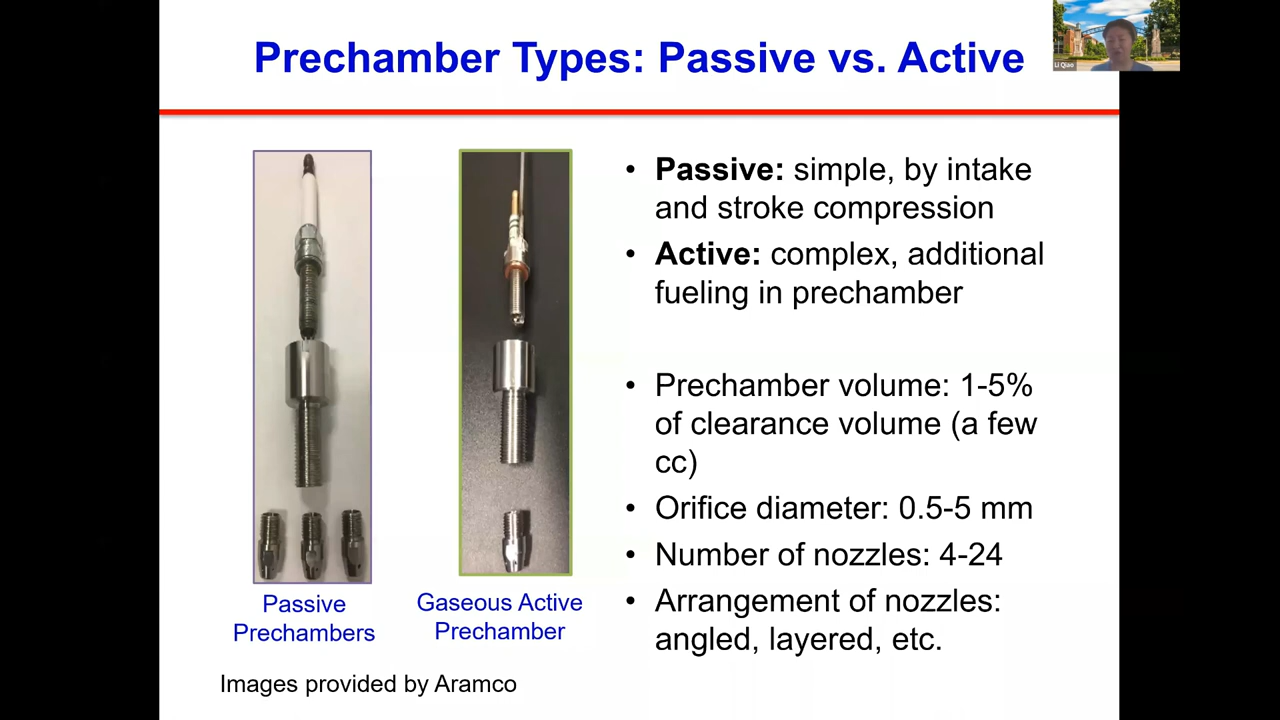 Prechamber Types: Passive vs. Active
Li Qiao
• Passive: simple, by intake
and stroke compression
• Active: complex, additional
fueling in prechamber
• Prechamber volume: 1-5%
of clearance volume (a few
cc)
• Orifice diameter: 0.5-5 mm
• Number of nozzles: 4-24
• Arrangement of nozzles:
angled, layered, etc.
Passive
Prechambers
Gaseous Active
Prechamber
Images provided by Aramco